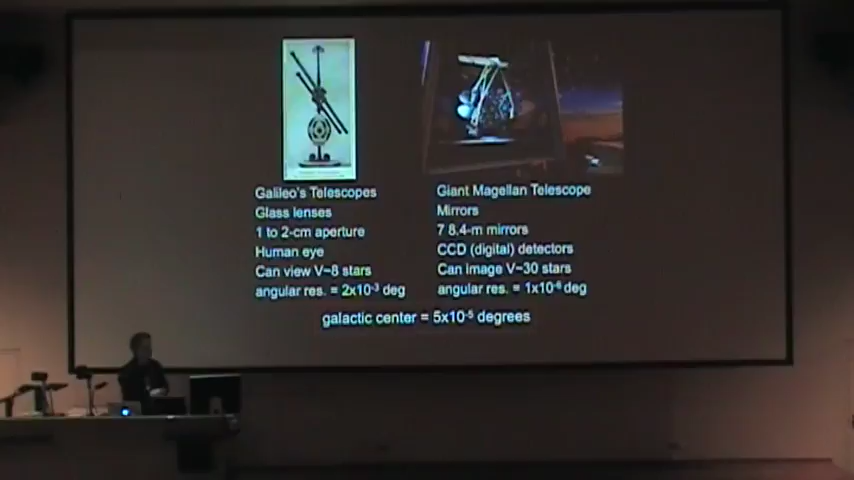 Galileo's Telescopes
Glass lenses
1 to 2-cm aperture
Human eye
Can view V~8 stars
angular res. = 2x10⁻³ deg
Giant Magellan Telescope
Mirrors
7 8.4-m mirrors
CCD (digital) detectors
Can image V~30 stars
angular res. = 1x10⁻⁶ deg
galactic center = 5x10⁻⁵ degrees